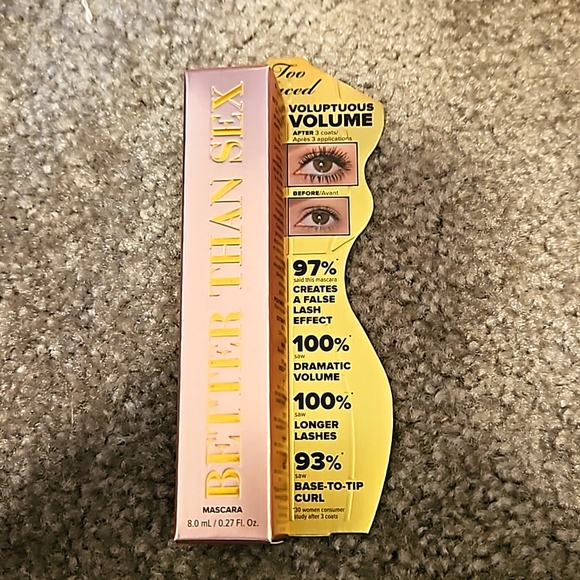 BETTER THAN SEX
MASCARA
8.0 mL / 0.27 Fl. Oz.
Too
VOLUPTUOUS
VOLUME
AFTER 3 coats/
Après 3 applications
BEFORE/Avant
97%*
said this mascara
CREATES
A FALSE
LASH
EFFECT
100%*
saw
DRAMATIC
VOLUME
100%*
saw
LONGER
LASHES
93%*
saw
BASE-TO-TIP
CURL
*30 women consumer
study after 3 coats